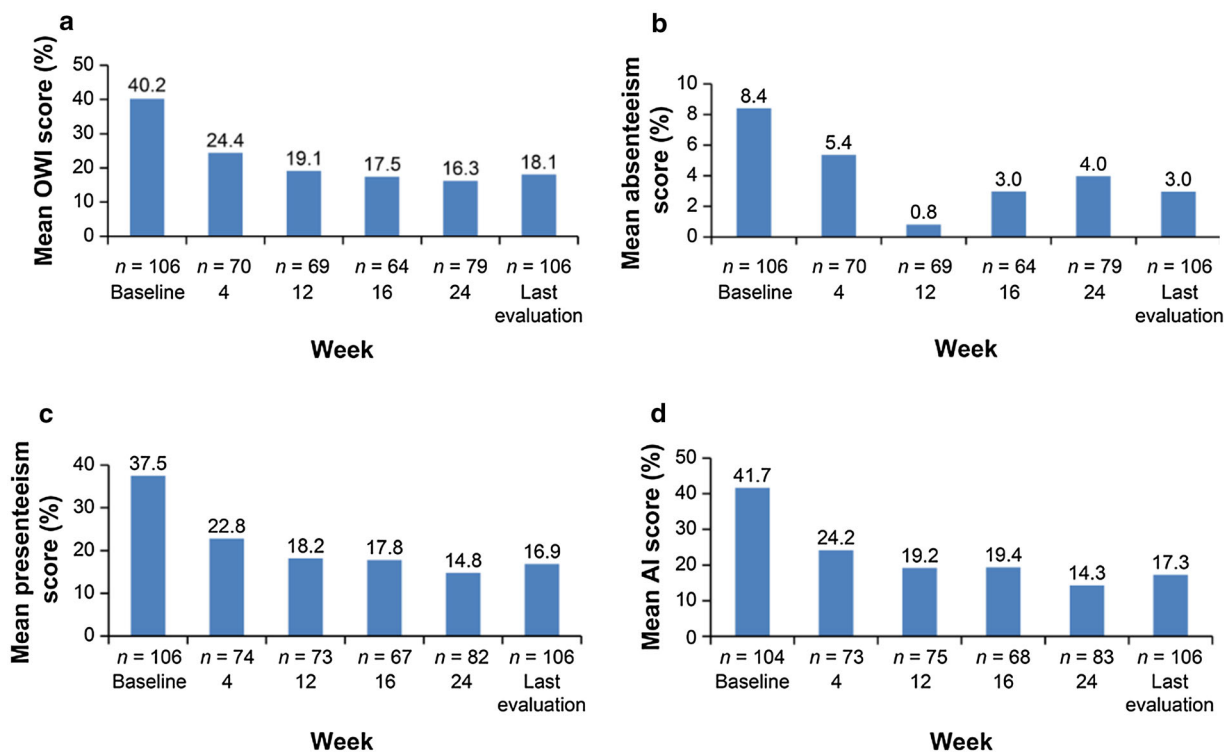 a
Mean OWI score (%)
50
40
30
20
10
0
40.2
24.4
19.1
17.5
16.3
18.1
n = 106 n = 70 n = 69 n = 64 n = 79 n = 106
Baseline 4 12 16 24 Last
evaluation
Week
b
Mean absenteeism
score (%)
10
8
6
4
2
0
8.4
5.4
0.8
3.0
4.0
3.0
n = 106 n = 70 n = 69 n = 64 n = 79 n = 106
Baseline 4 12 16 24 Last
evaluation
Week
c
Mean presenteeism
score (%)
40
30
20
10
0
37.5
22.8
18.2
17.8
14.8
16.9
n = 106 n = 74 n = 73 n = 67 n = 82 n = 106
Baseline 4 12 16 24 Last
evaluation
Week
d
Mean AI score (%)
50
40
30
20
10
0
41.7
24.2
19.2
19.4
14.3
17.3
n = 104 n = 73 n = 75 n = 68 n = 83 n = 106
Baseline 4 12 16 24 Last
evaluation
Week